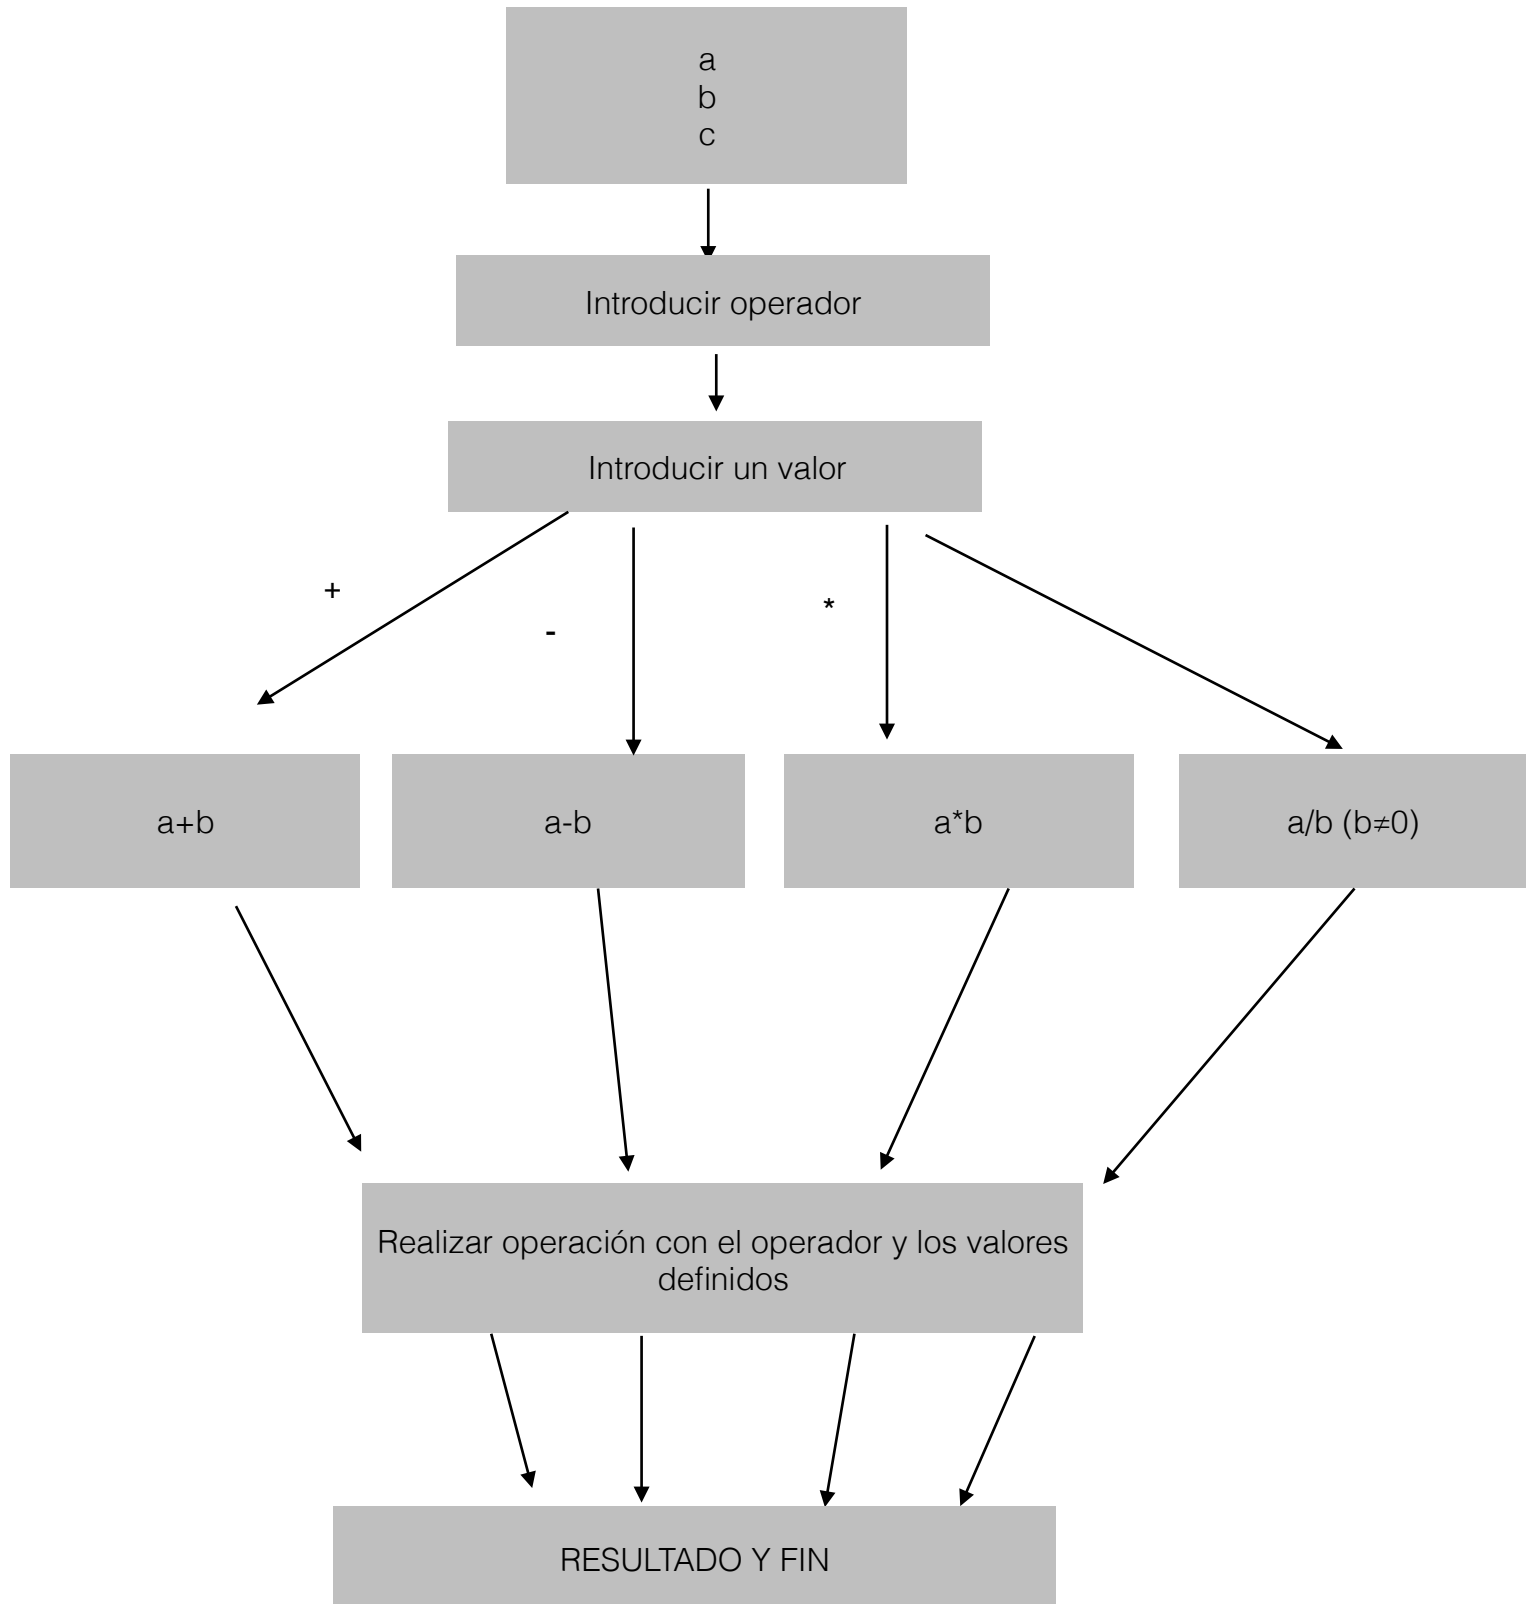 a
b
c
Introducir operador
Introducir un valor
+
-
*
a+b
a-b
a*b
a/b (b≠0)
Realizar operación con el operador y los valores
definidos
RESULTADO Y FIN